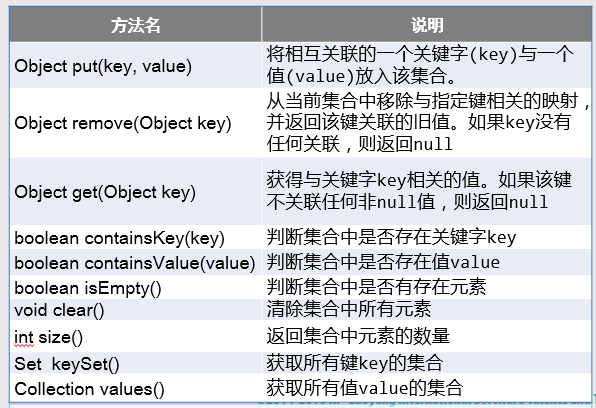 方法名 说明
Object put(key, value) 将相互关联的一个关键字(key)与一个
值(value)放入该集合。
Object remove(Object key) 从当前集合中移除与指定键相关的映射，
并返回该键关联的旧值。如果key没有
任何关联，则返回null
Object get(Object key) 获得与关键字key相关的值。如果该键
不关联任何非null值，则返回null
boolean containsKey(key) 判断集合中是否存在关键字key
boolean containsValue(value) 判断集合中是否存在值value
boolean isEmpty() 判断集合中是否有存在元素
void clear() 清除集合中所有元素
int size() 返回集合中元素的数量
Set keySet() 获取所有键key的集合
Collection values() 获取所有值value的集合